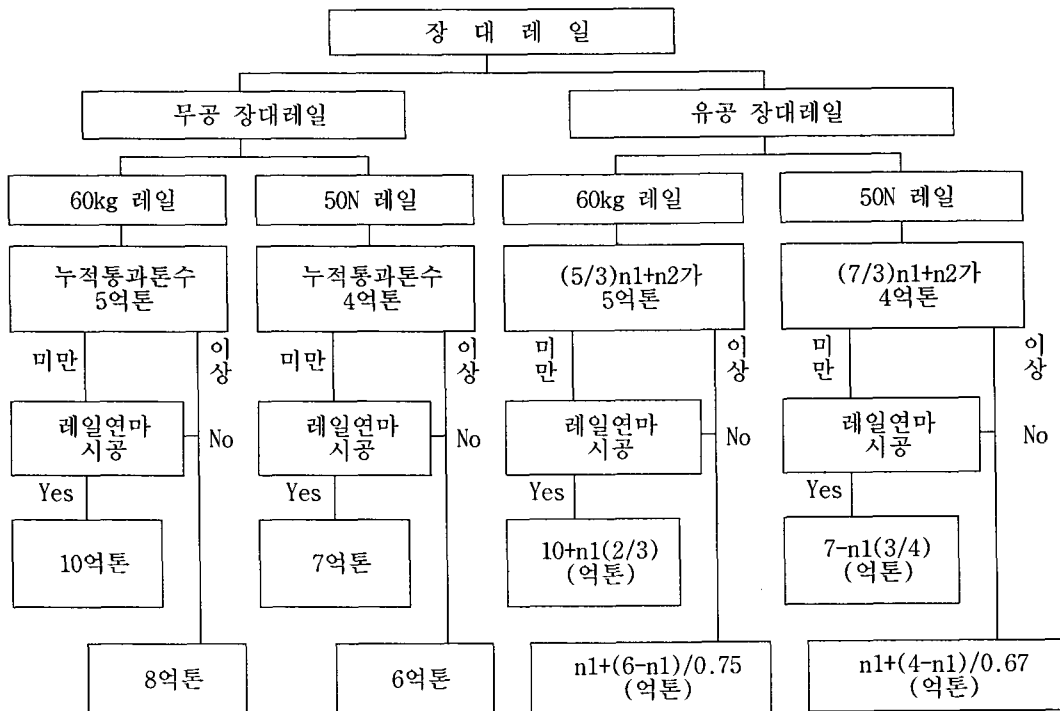 장 대 레 일
무공 장대레일
유공 장대레일
60kg 레일
50N 레일
60kg 레일
50N 레일
누적통과톤수
5억톤
누적통과톤수
4억톤
(5/3)n1+n2가
5억톤
(7/3)n1+n2가
4억톤
미만
이상
미만
이상
미만
이상
미만
이상
레일연마
시공
No
레일연마
시공
No
레일연마
시공
No
레일연마
시공
No
Yes
Yes
Yes
Yes
10억톤
7억톤
10+n1(2/3)
(억톤)
7-n1(3/4)
(억톤)
8억톤
6억톤
n1+(6-n1)/0.75
(억톤)
n1+(4-n1)/0.67
(억톤)